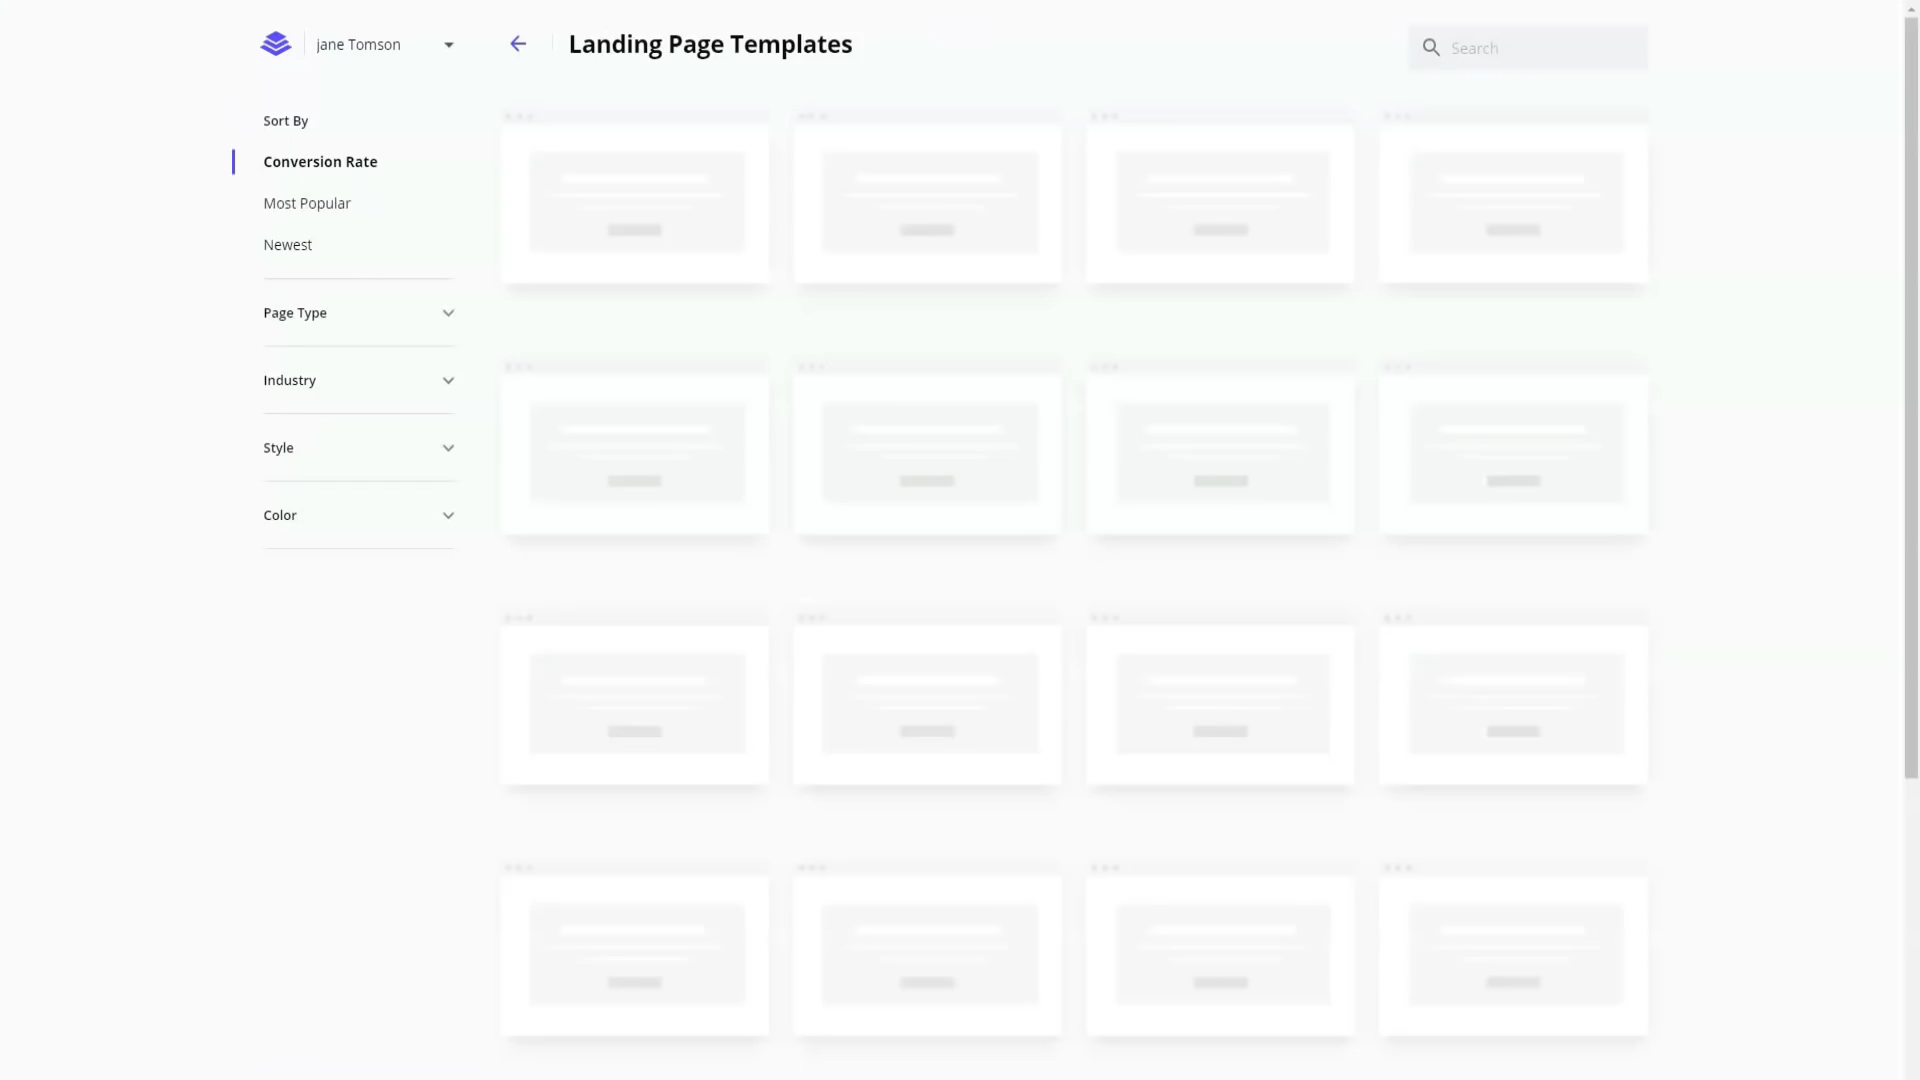 jane Tomson
Landing Page Templates
Search
Sort By
Conversion Rate
Most Popular
Newest
Page Type
Industry
Style
Color